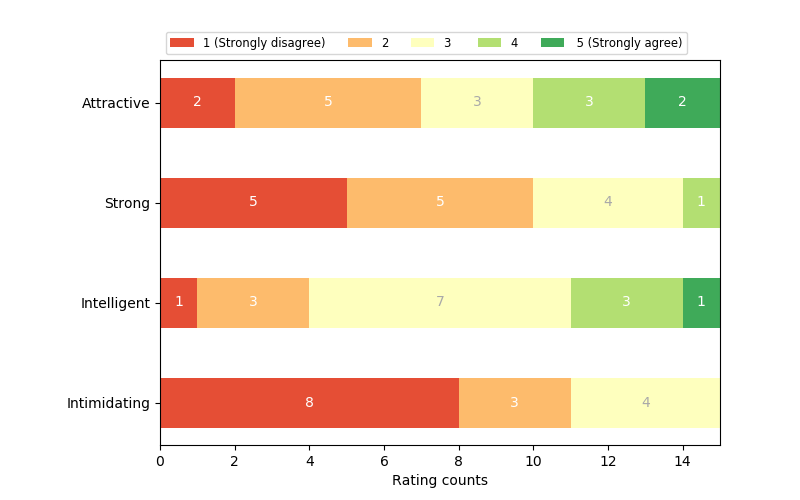 1 (Strongly disagree) 2 3 4 5 (Strongly agree)
Attractive 2 5 3 3 2
Strong 5 5 4 1
Intelligent 1 3 7 3 1
Intimidating 8 3 4
0 2 4 6 8 10 12 14
Rating counts